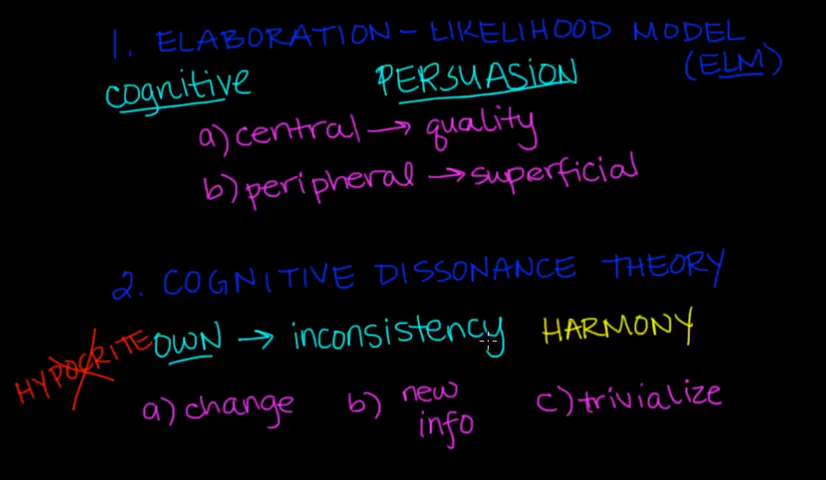 1. ELABORATION - LIKELIHOOD MODEL
(ELM)
cognitive PERSUASION
a) central → quality
b) peripheral → superficial
2. COGNITIVE DISSONANCE THEORY
HYPOCRITE OWN → inconsistency HARMONY
a) change b) new info c) trivialize